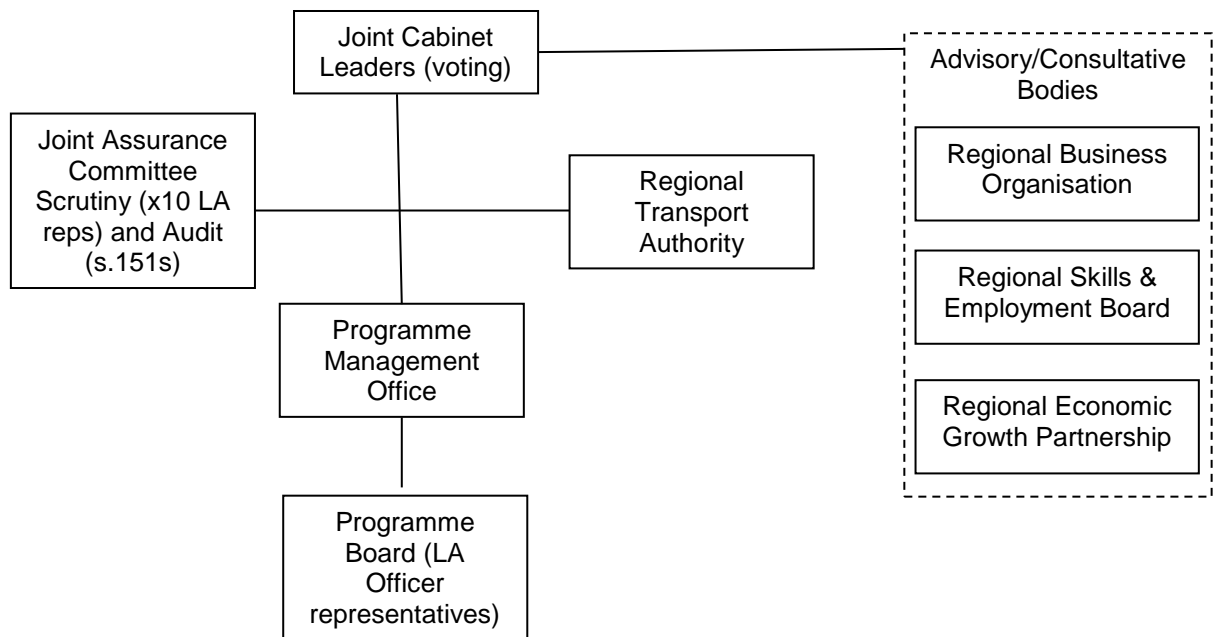 Joint Cabinet
Leaders (voting)
Advisory/Consultative
Bodies
Joint Assurance
Committee
Scrutiny (x10 LA
reps) and Audit
(s.151s)
Regional
Transport
Authority
Regional Business
Organisation
Regional Skills &
Employment Board
Regional Economic
Growth Partnership
Programme
Management
Office
Programme
Board (LA
Officer
representatives)